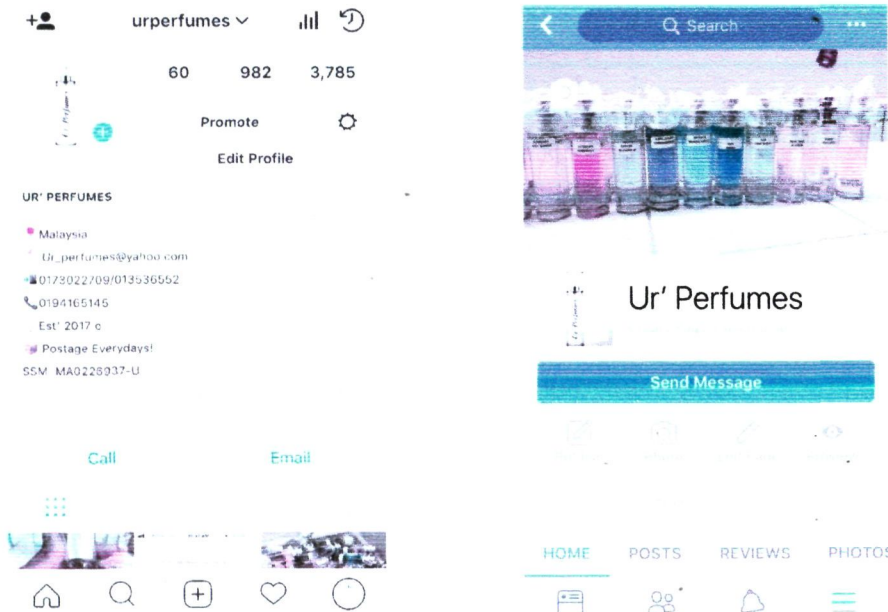 urperfumes
60 982 3,785
Promote
Edit Profile
UR' PERFUMES
Malaysia
Ur_perfumes@yahoo.com
0173022709/013536552
0194165145
Est' 2017
Postage Everydays!
SSM MA0226937-U
Call
Email
Search
Ur' Perfumes
Send Message
HOME POSTS REVIEWS PHOTOS